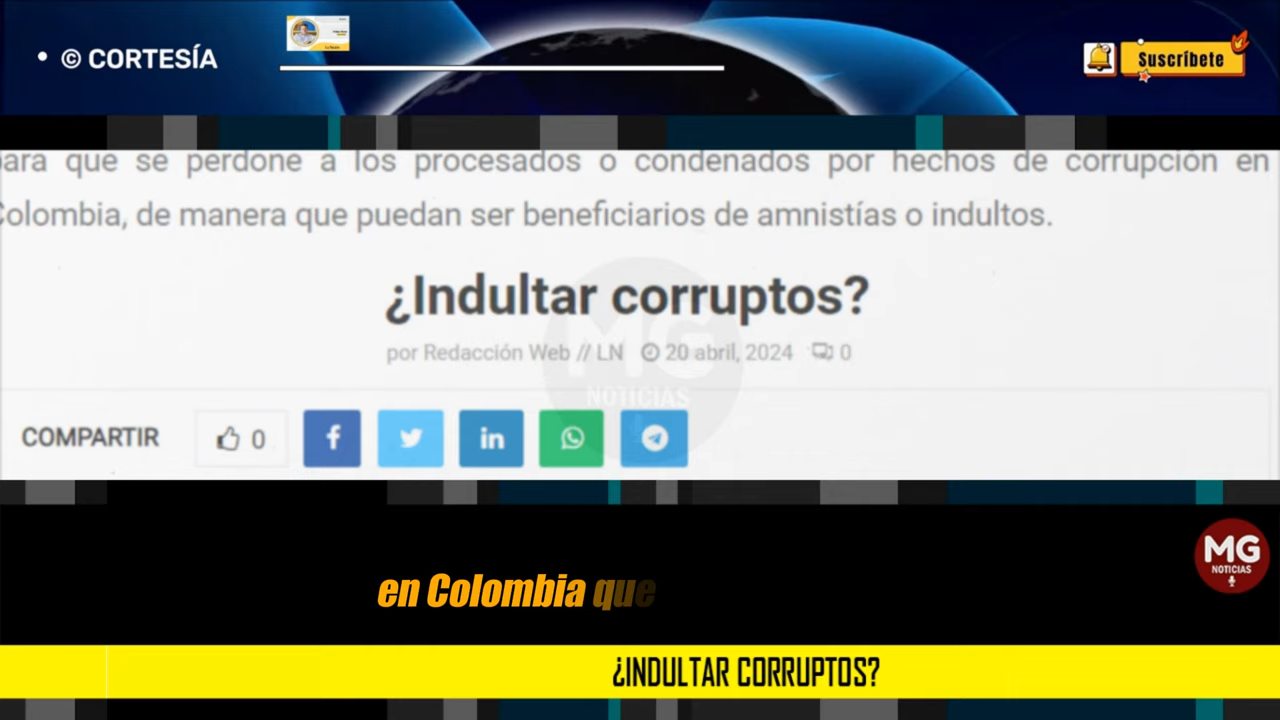 • © CORTESÍA
Suscríbete
para que se perdone a los procesados o condenados por hechos de corrupción en
Colombia, de manera que puedan ser beneficiarios de amnistías o indultos.
¿Indultar corruptos?
por Redacción Web // LN 20 abril, 2024 0
MG
NOTICIAS
COMPARTIR 0 f in
MG
NOTICIAS
en Colombia que
¿INDULTAR CORRUPTOS?